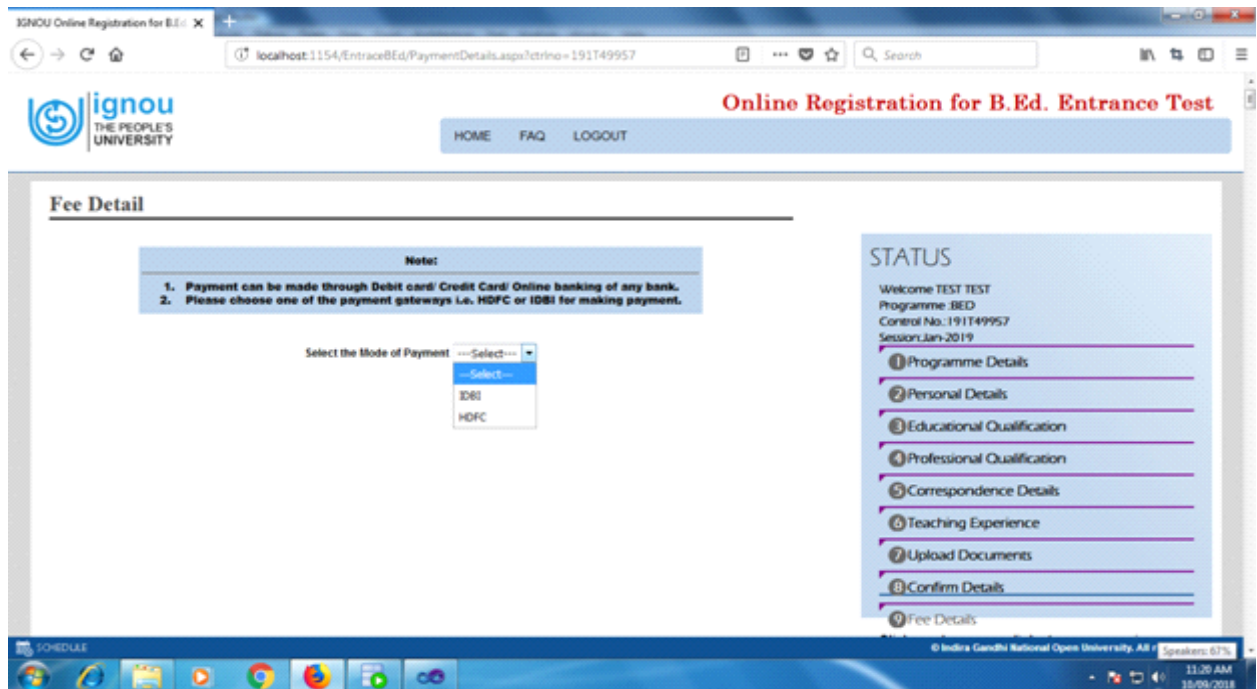 IGNOU Online Registration for B.Ed
localhost:1154/EntraceBEd/PaymentDetails.aspx?ctrlno=191T49957
Search
ignou
THE PEOPLE'S
UNIVERSITY
Online Registration for B.Ed. Entrance Test
HOME FAQ LOGOUT
Fee Detail
Note:
1. Payment can be made through Debit card/ Credit Card/ Online banking of any bank.
2. Please choose one of the payment gateways i.e. HDFC or IDBI for making payment.
Select the Mode of Payment ----Select----
---Select---
IDBI
HDFC
STATUS
Welcome TEST TEST
Programme :BED
Control No.:191T49957
Session:Jan-2019
1 Programme Details
2 Personal Details
3 Educational Qualification
4 Professional Qualification
5 Correspondence Details
6 Teaching Experience
7 Upload Documents
8 Confirm Details
9 Fee Details
SCHEDULE
© Indira Gandhi National Open University. All
Speakers: 67%
11:20 AM
10/09/2018